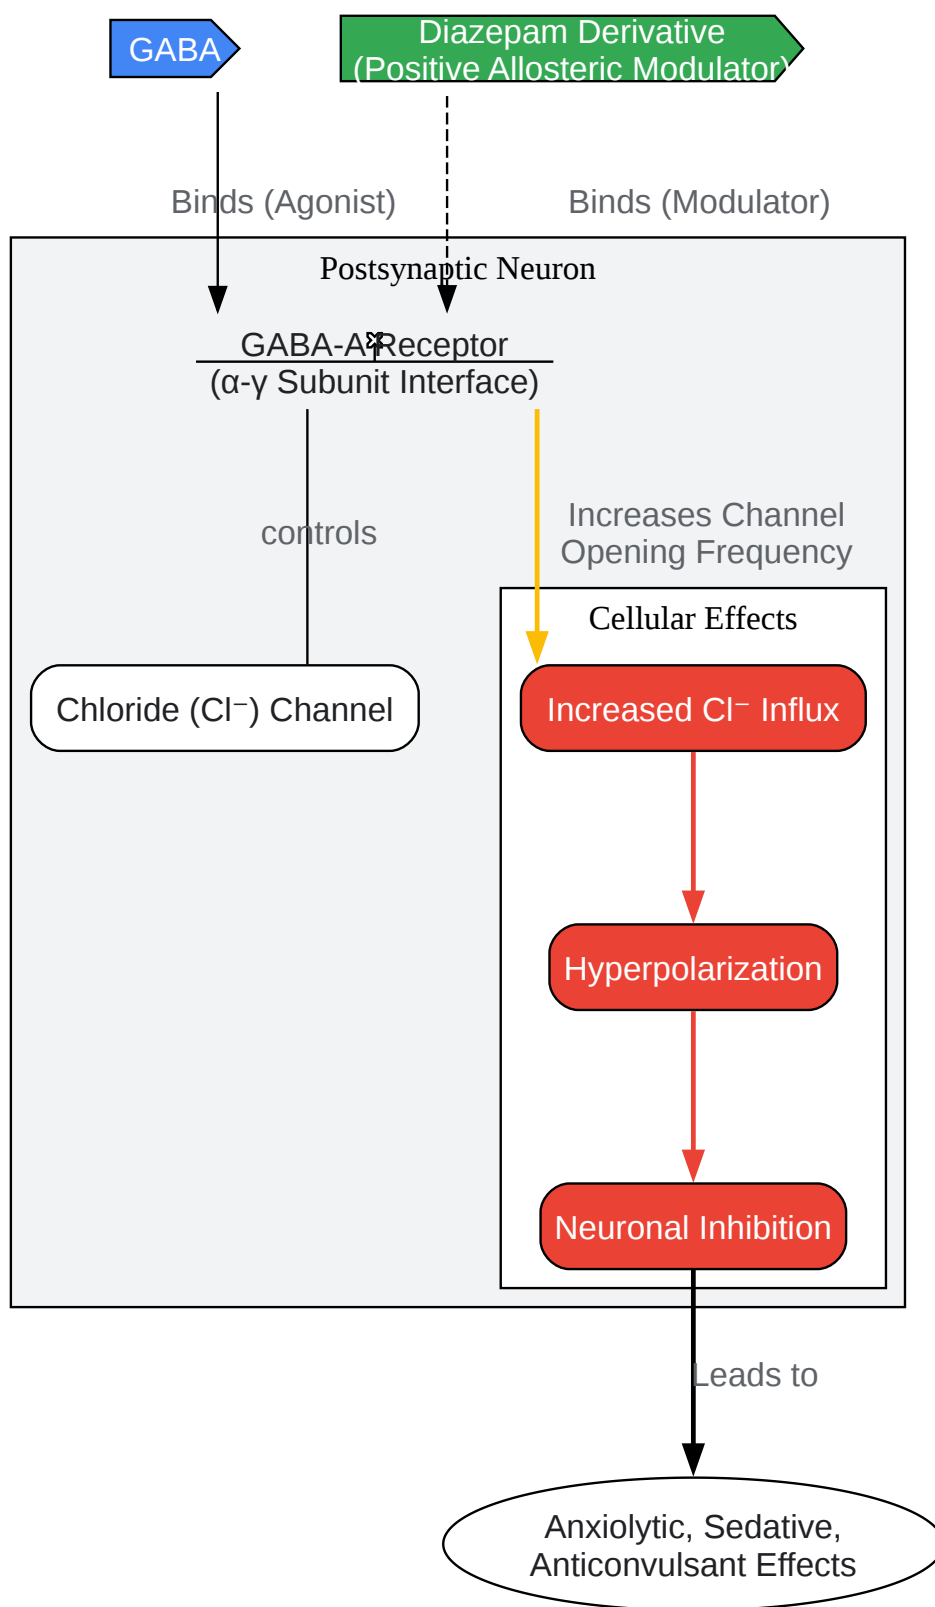 GABA
Diazepam Derivative
(Positive Allosteric Modulator)
Binds (Agonist)
Binds (Modulator)
Postsynaptic Neuron
GABA-A Receptor
(α-γ Subunit Interface)
controls
Increases Channel
Opening Frequency
Cellular Effects
Chloride (Cl⁻) Channel
Increased Cl⁻ Influx
Hyperpolarization
Neuronal Inhibition
Leads to
Anxiolytic, Sedative,
Anticonvulsant Effects